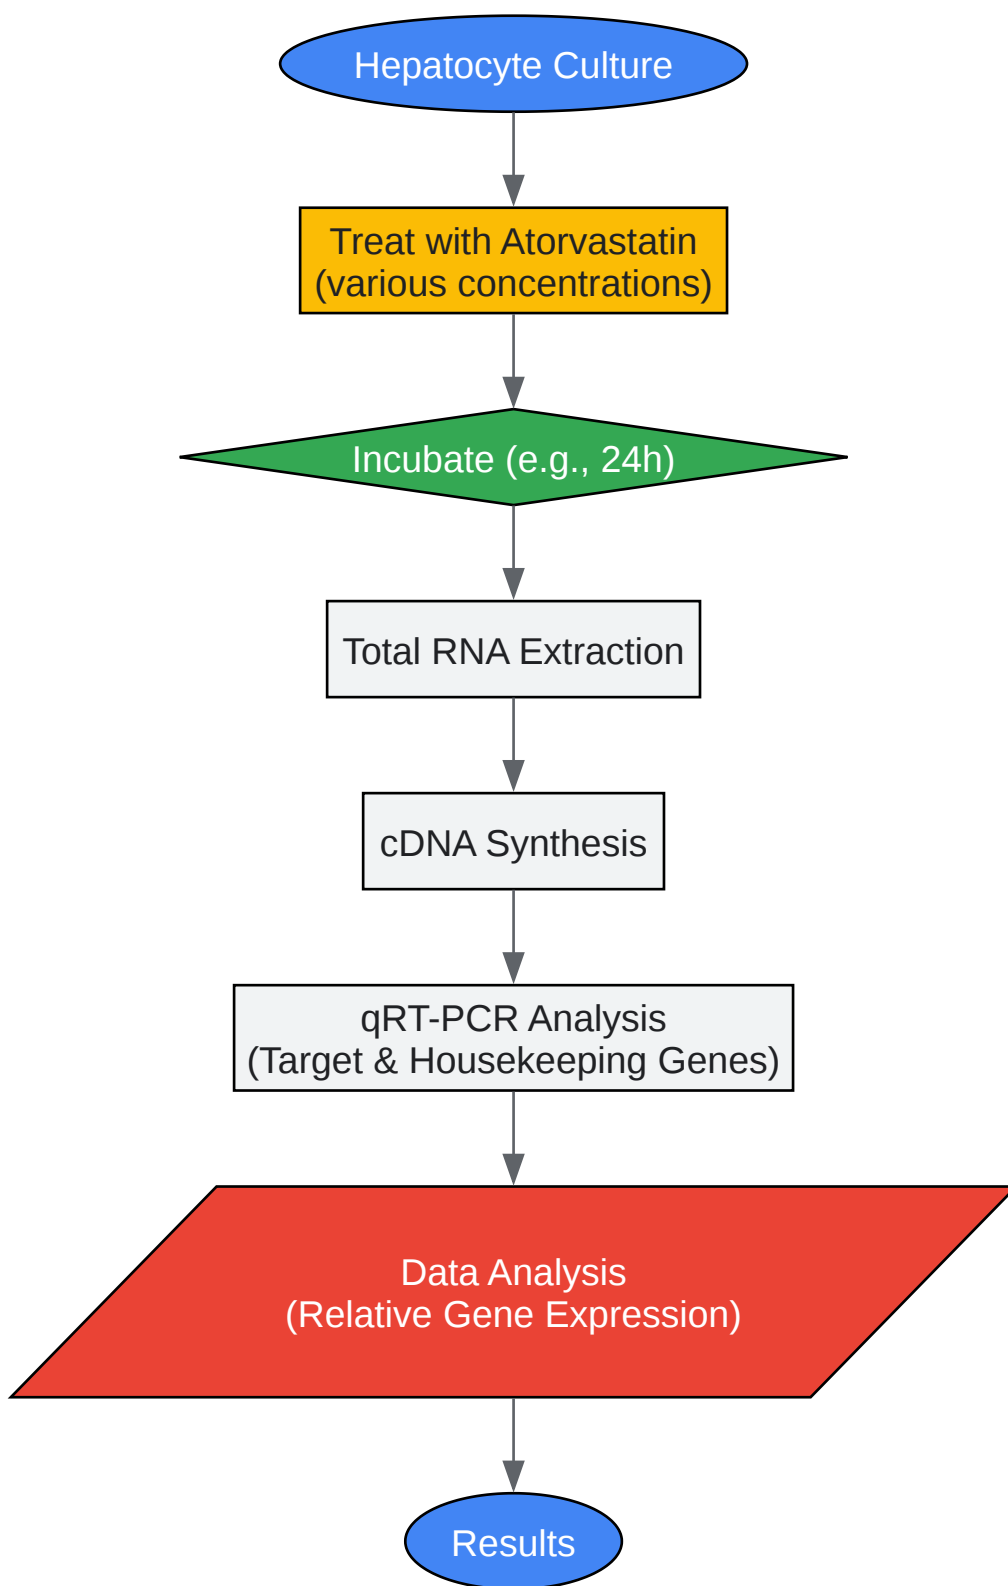 Hepatocyte Culture
Treat with Atorvastatin
(various concentrations)
Incubate (e.g., 24h)
Total RNA Extraction
cDNA Synthesis
qRT-PCR Analysis
(Target & Housekeeping Genes)
Data Analysis
(Relative Gene Expression)
Results